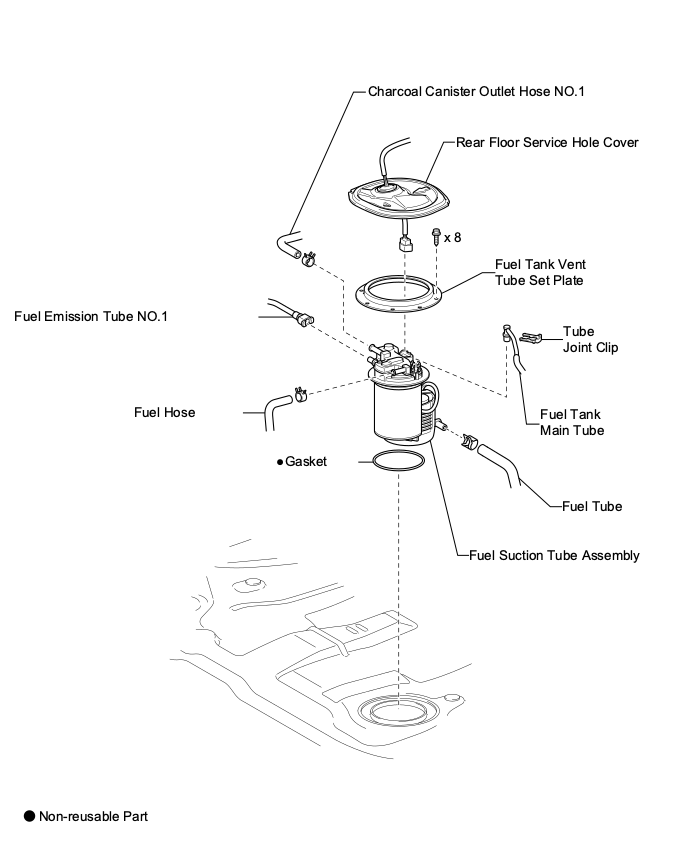 Charcoal Canister Outlet Hose NO.1
Rear Floor Service Hole Cover
x 8
Fuel Tank Vent
Tube Set Plate
Fuel Emission Tube NO.1
Tube
Joint Clip
Fuel Hose
Fuel Tank
Main Tube
●Gasket
Fuel Tube
Fuel Suction Tube Assembly
● Non-reusable Part